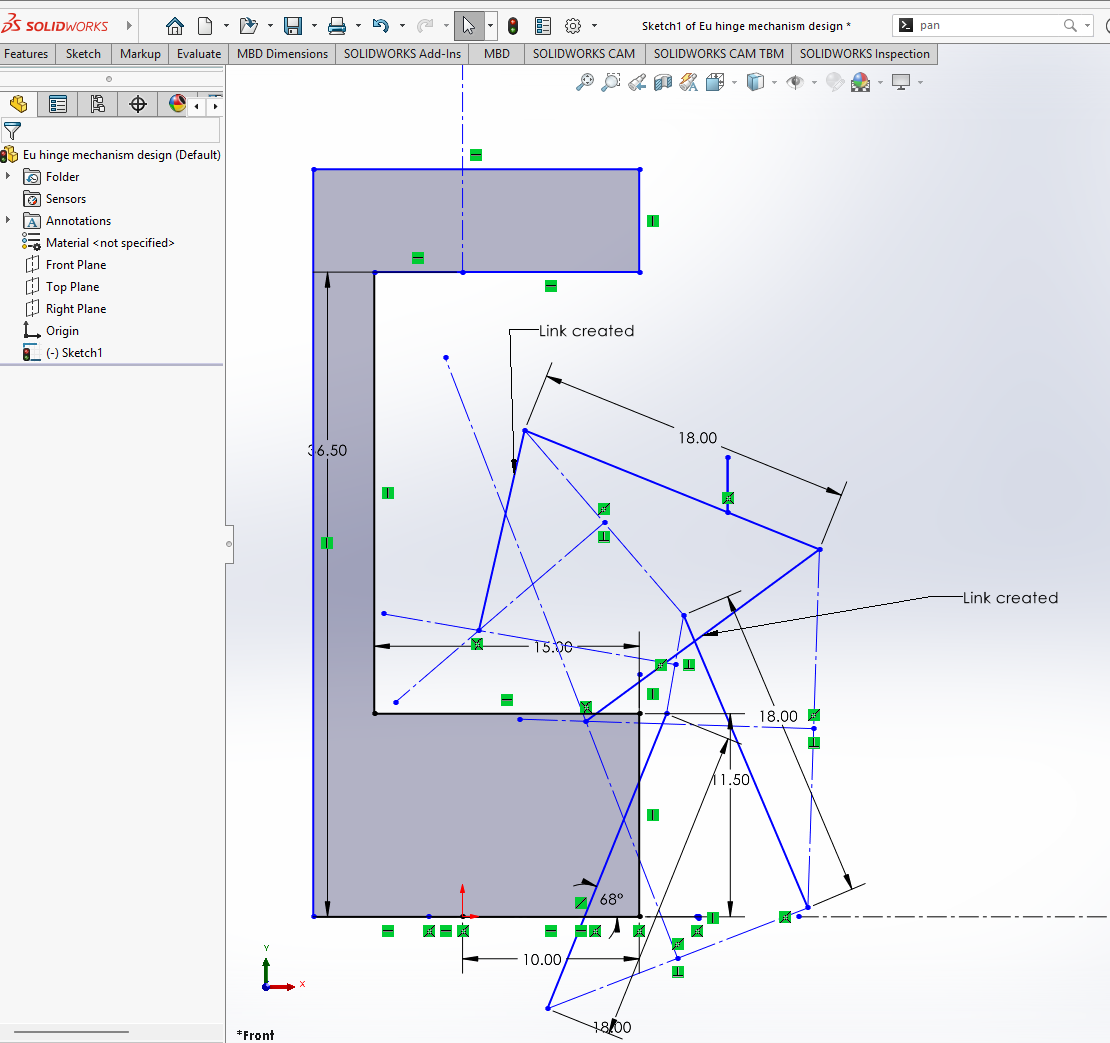 SOLIDWORKS
Sketch1 of Eu hinge mechanism design *
pan
Features
Sketch
Markup
Evaluate
MBD Dimensions
SOLIDWORKS Add-Ins
MBD
SOLIDWORKS CAM
SOLIDWORKS CAM TBM
SOLIDWORKS Inspection
Eu hinge mechanism design (Default)
Folder
Sensors
Annotations
Material <not specified>
Front Plane
Top Plane
Right Plane
Origin
(-) Sketch1
Link created
18.00
36.50
Link created
15.00
18.00
11.50
68°
10.00
18.00
Y
X
*Front